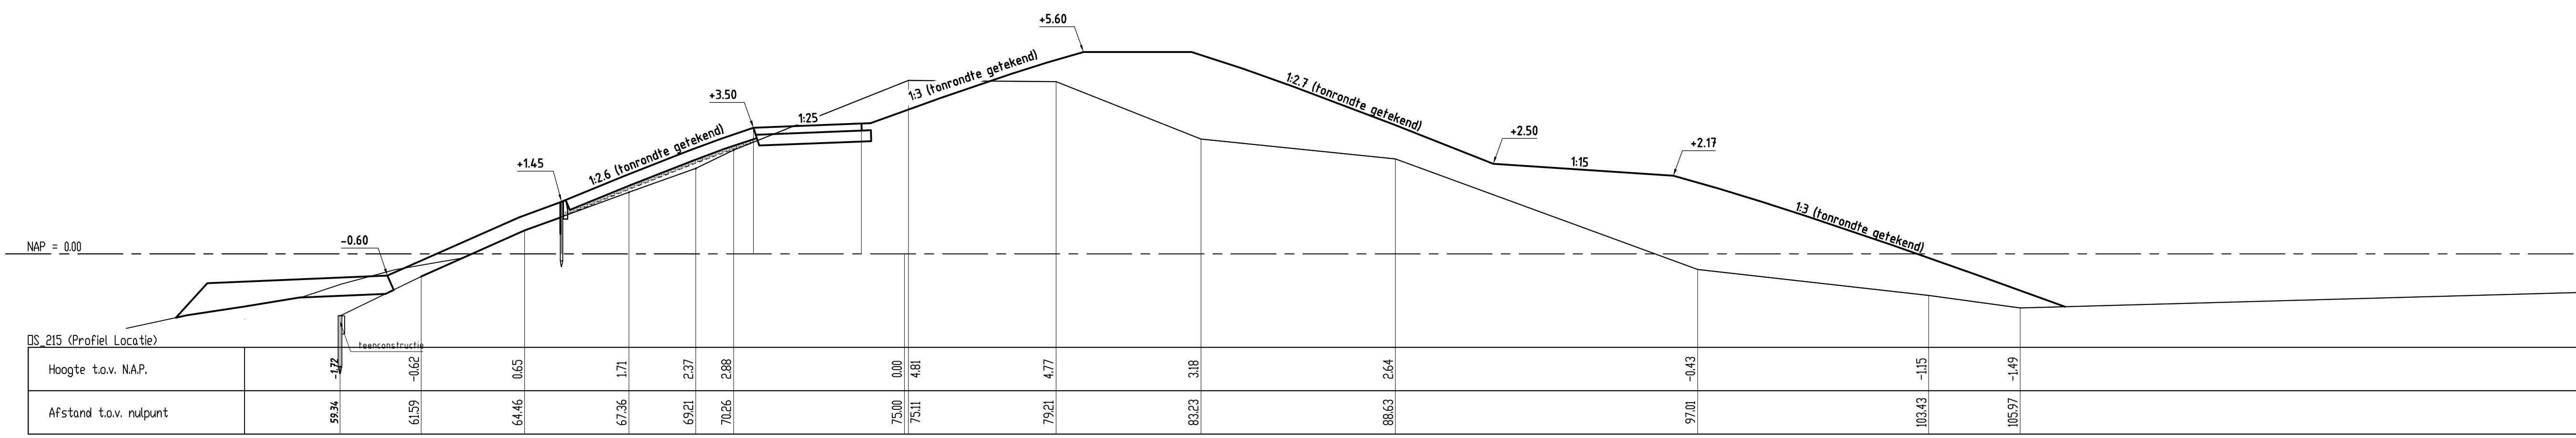 +5.60
1:3 (tonrondte getekend)
1:2.7 (tonrondte getekend)
+3.50
1:25
1:2.6 (tonrondte getekend)
+2.50
1:15
+2.17
+1.45
1:3 (tonrondte getekend)
-0.60
NAP = 0.00
S_215 (Profiel Locatie)
teenconstructie
Hoogte t.o.v. N.A.P. -1.72 -0.62 0.65 1.71 2.37 2.88 0.00 4.81 4.77 3.18 2.64 -0.43 -1.15 -1.49
Afstand t.o.v. nulpunt 59.34 61.59 64.46 67.36 69.21 70.26 75.00 75.11 79.21 83.23 88.63 97.01 103.43 105.97